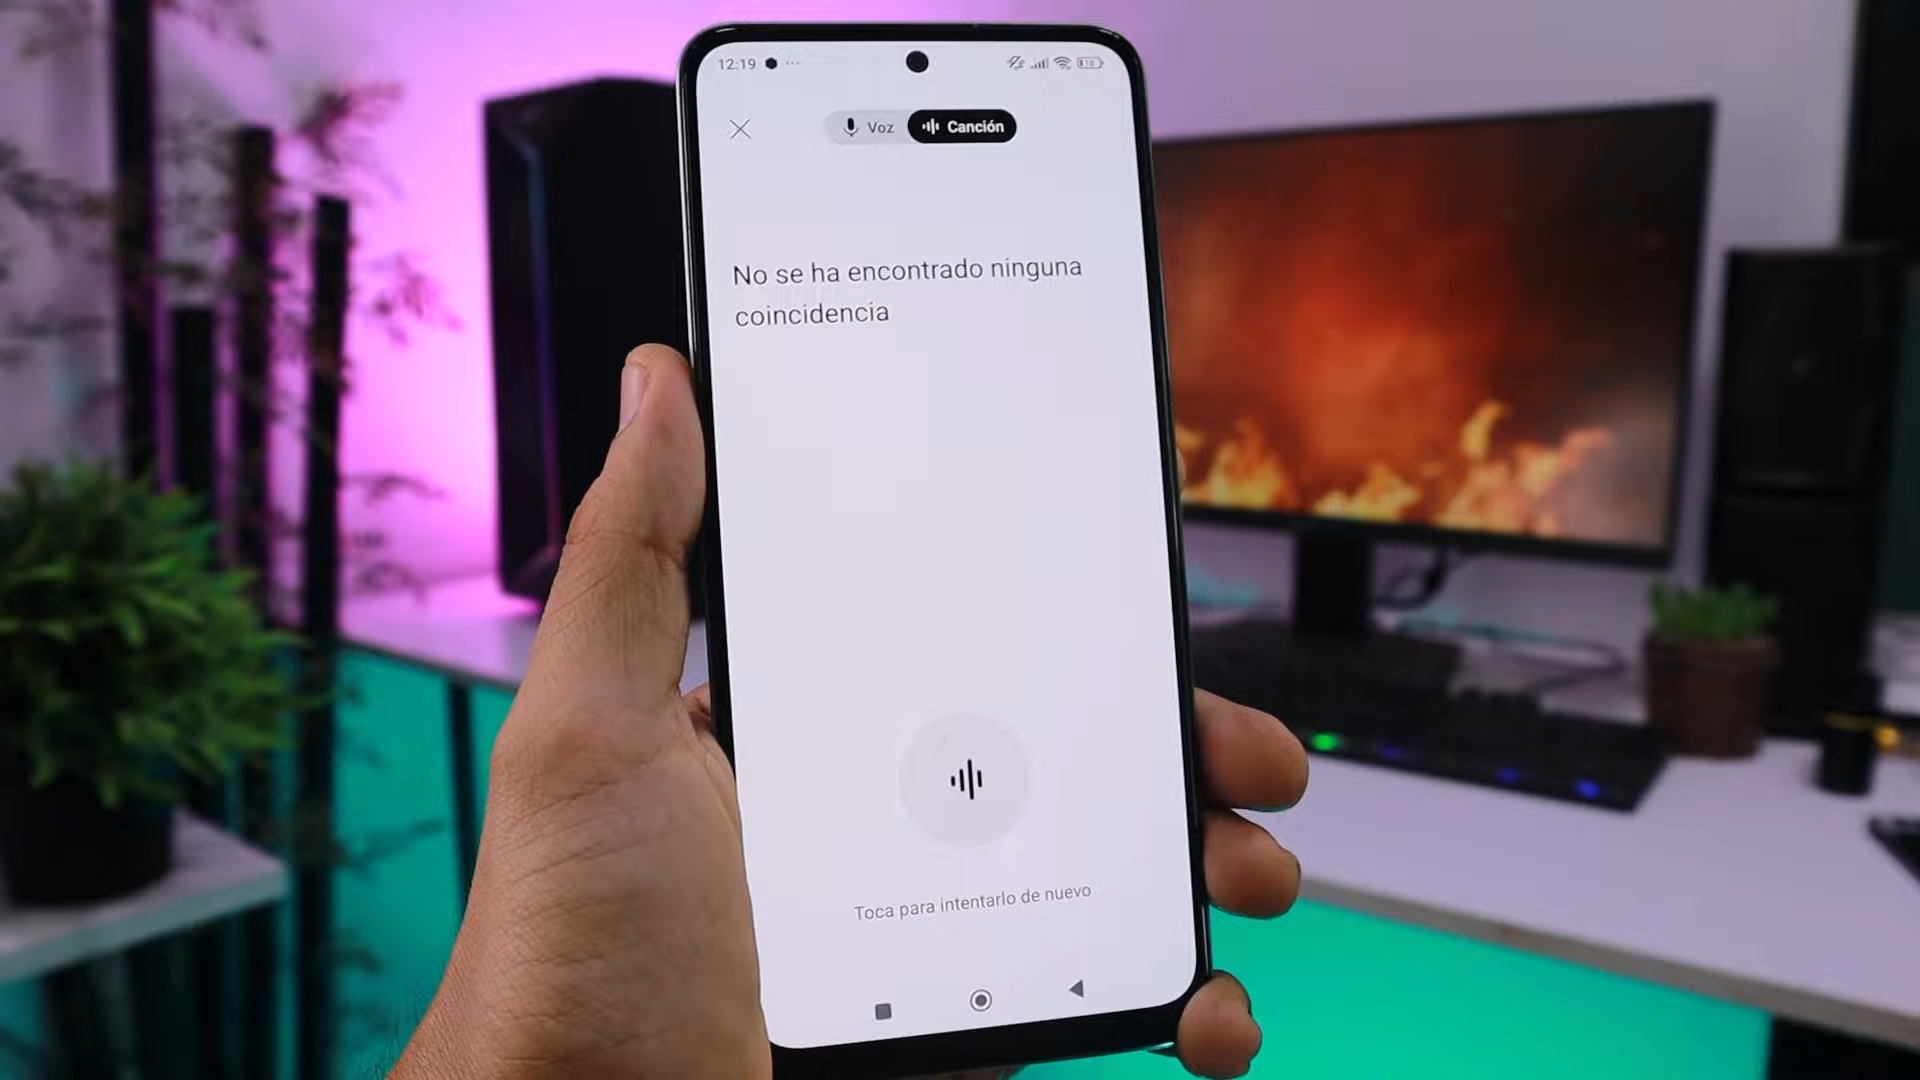 12:19
Voz Canción
No se ha encontrado ninguna
coincidencia
Toca para intentarlo de nuevo